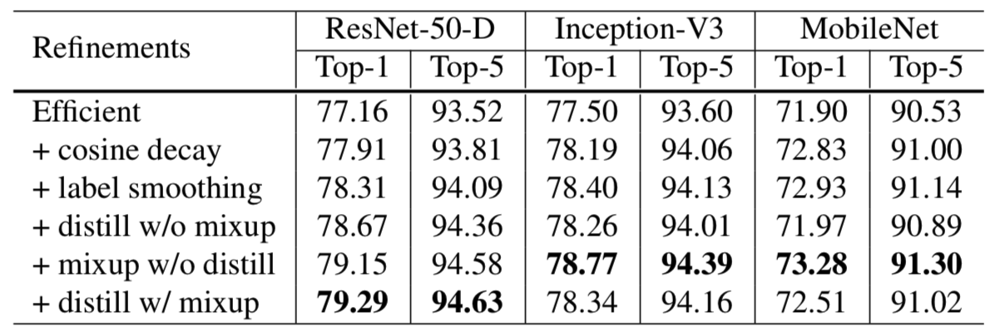 Refinements ResNet-50-D Inception-V3 MobileNet
Top-1 Top-5 Top-1 Top-5 Top-1 Top-5
Efficient 77.16 93.52 77.50 93.60 71.90 90.53
+ cosine decay 77.91 93.81 78.19 94.06 72.83 91.00
+ label smoothing 78.31 94.09 78.40 94.13 72.93 91.14
+ distill w/o mixup 78.67 94.36 78.26 94.01 71.97 90.89
+ mixup w/o distill 79.15 94.58 78.77 94.39 73.28 91.30
+ distill w/ mixup 79.29 94.63 78.34 94.16 72.51 91.02